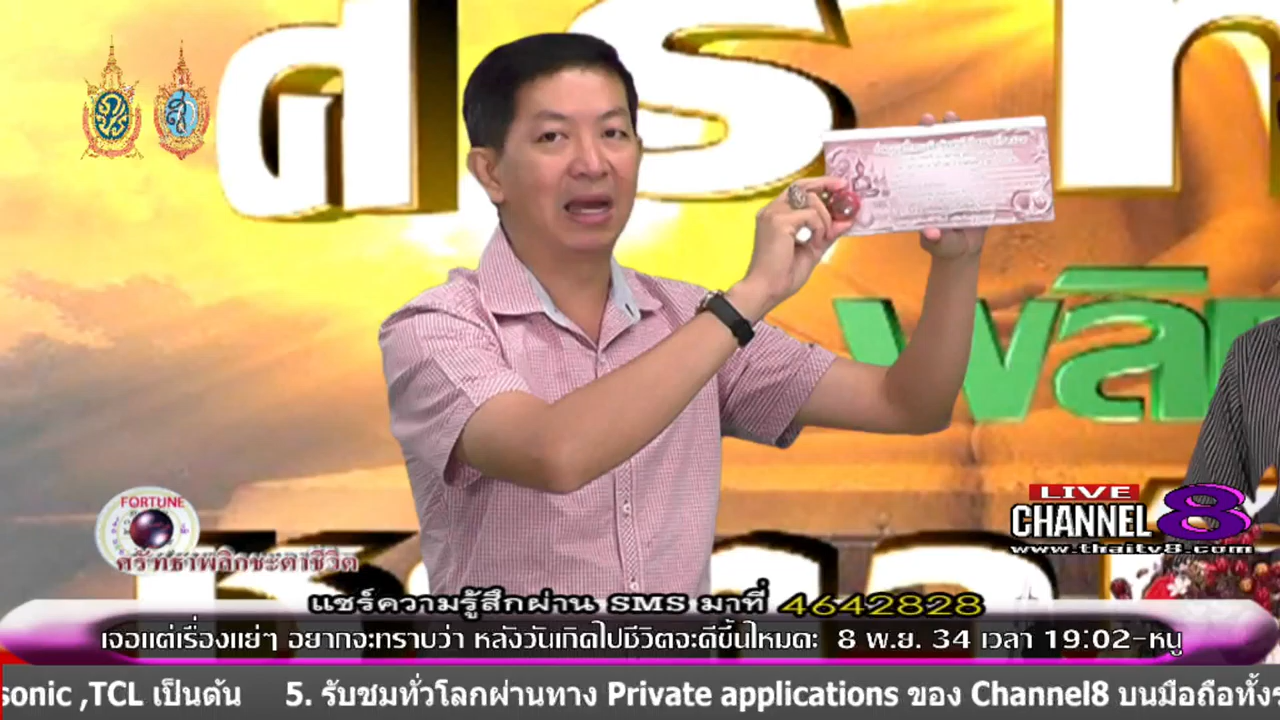 ศรัท
พลิก
FORTUNE
ศรัทธาพลิกชะตาชีวิต
LIVE
CHANNEL 8
www.thaitv8.com
แชร์ความรู้สึกผ่าน SMS มาที่ 4642828
เจอแต่เรื่องแย่ๆ อยากจะทราบว่า หลังวันเกิดไปชีวิตจะดีขึ้นไหมคะ 8 พ.ย. 34 เวลา 19:02-หนู
sonic ,TCL เป็นต้น 5. รับชมทั่วโลกผ่านทาง Private applications ของ Channel8 บนมือถือทั้ง